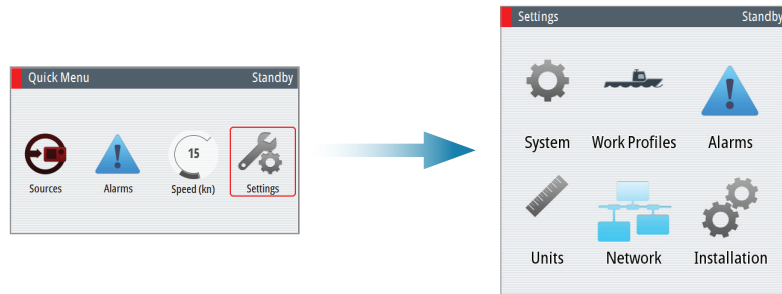 Quick Menu Standby
15
Sources Alarms Speed (kn) Settings
Settings Standby
System Work Profiles Alarms
Units Network Installation